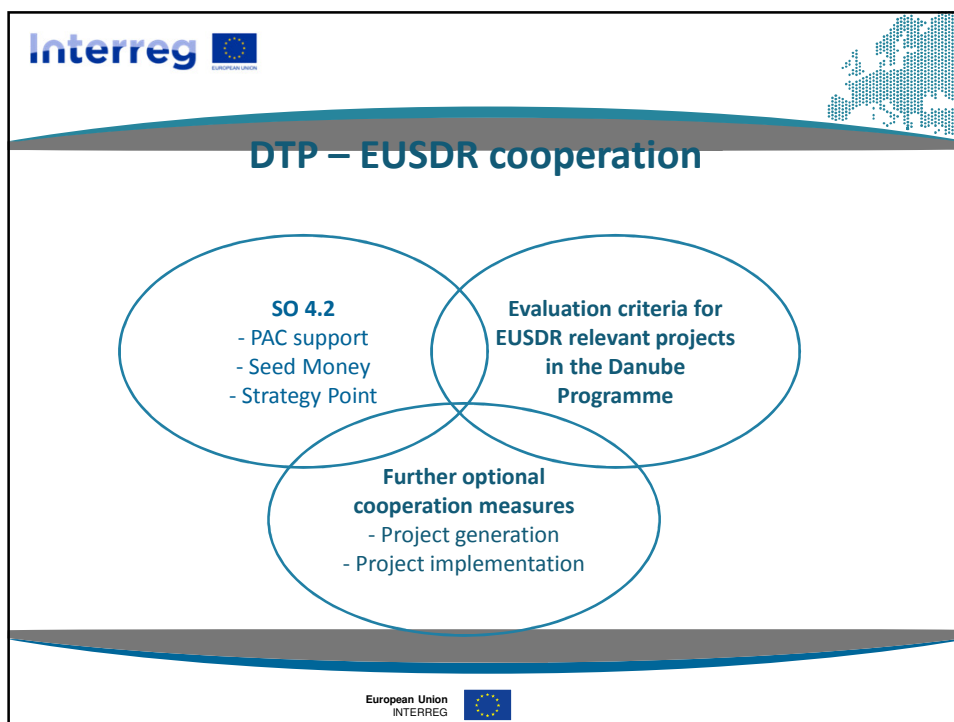 Interreg
EUROPEAN UNION
DTP – EUSDR cooperation
SO 4.2
- PAC support
- Seed Money
- Strategy Point
Evaluation criteria for
EUSDR relevant projects
in the Danube
Programme
Further optional
cooperation measures
- Project generation
- Project implementation
European Union
INTERREG